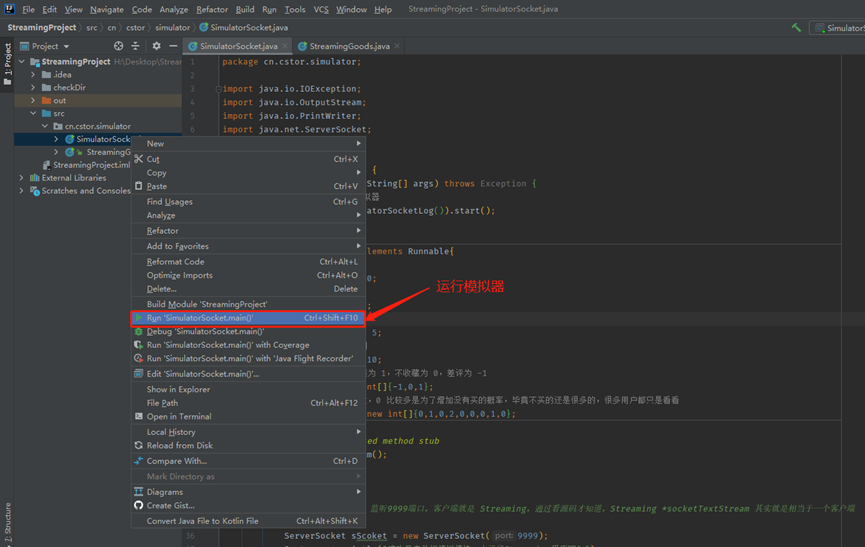 File Edit View Navigate Code Analyze Refactor Build Run Tools VCS Window Help StreamingProject - SimulatorSocket.java
StreamingProject src cn cstor simulator SimulatorSocket.java
Project
SimulatorSocket.java
StreamingGoods.java
1: Project
StreamingProject H:\Desktop\Strear
.idea
checkDir
out
src
cn.cstor.simulator
SimulatorSock
StreamingG
StreamingProject.iml
External Libraries
Scratches and Consoles
1 package cn.cstor.simulator;
2
3 import java.io.IOException;
4 import java.io.OutputStream;
5 import java.io.PrintWriter;
6 import java.net.ServerSocket;
{
String[] args) throws Exception {
拟器
atorSocketLog()).start();
lements Runnable{
0;
;
5;
10;
为 1, 不收藏为 0, 差评为 -1
nt[]{-1,0,1};
, 0 比较多是为了增加没有买的概率, 毕竟不买的还是很多的, 很多用户都只是看看
new int[]{0,1,0,2,0,0,0,1,0};
ed method stub
m();
监听9999端口, 客户端就是 Streaming, 通过看源码才知道, Streaming *socketTextStream 其实就是相当于一个客户端
36 ServerSocket sScoket = new ServerSocket( port: 9999);
New
Cut Ctrl+X
Copy
Paste Ctrl+V
Find Usages Ctrl+G
Analyze
Refactor
Add to Favorites
Reformat Code Ctrl+Alt+L
Optimize Imports Ctrl+Alt+O
Delete... Delete
Build Module 'StreamingProject'
Run 'SimulatorSocket.main()' Ctrl+Shift+F10
Debug 'SimulatorSocket.main()'
Run 'SimulatorSocket.main()' with Coverage
Run 'SimulatorSocket.main()' with 'Java Flight Recorder'
Edit 'SimulatorSocket.main()'...
Show in Explorer
File Path Ctrl+Alt+F12
Open in Terminal
Local History
Reload from Disk
Compare With... Ctrl+D
Mark Directory as
Diagrams
Create Gist...
Convert Java File to Kotlin File Ctrl+Alt+Shift+K
运行模拟器
Simulator
Z: Structure